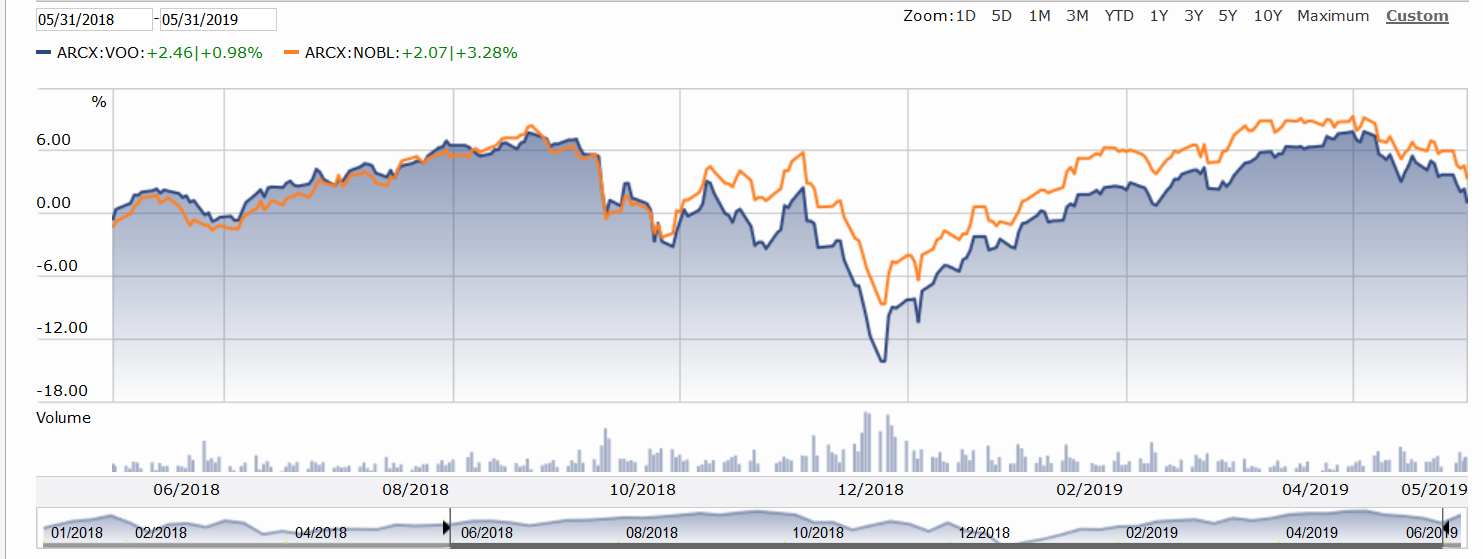 05/31/2018 - 05/31/2019 Zoom: 1D 5D 1M 3M YTD 1Y 3Y 5Y 10Y Maximum Custom
ARCX:VOO:+2.46|+0.98% ARCX:NOBL:+2.07|+3.28%
%
6.00
0.00
-6.00
-12.00
-18.00
Volume
06/2018 08/2018 10/2018 12/2018 02/2019 04/2019 05/2019
01/2018 02/2018 04/2018 06/2018 08/2018 10/2018 12/2018 02/2019 04/2019 06/2019